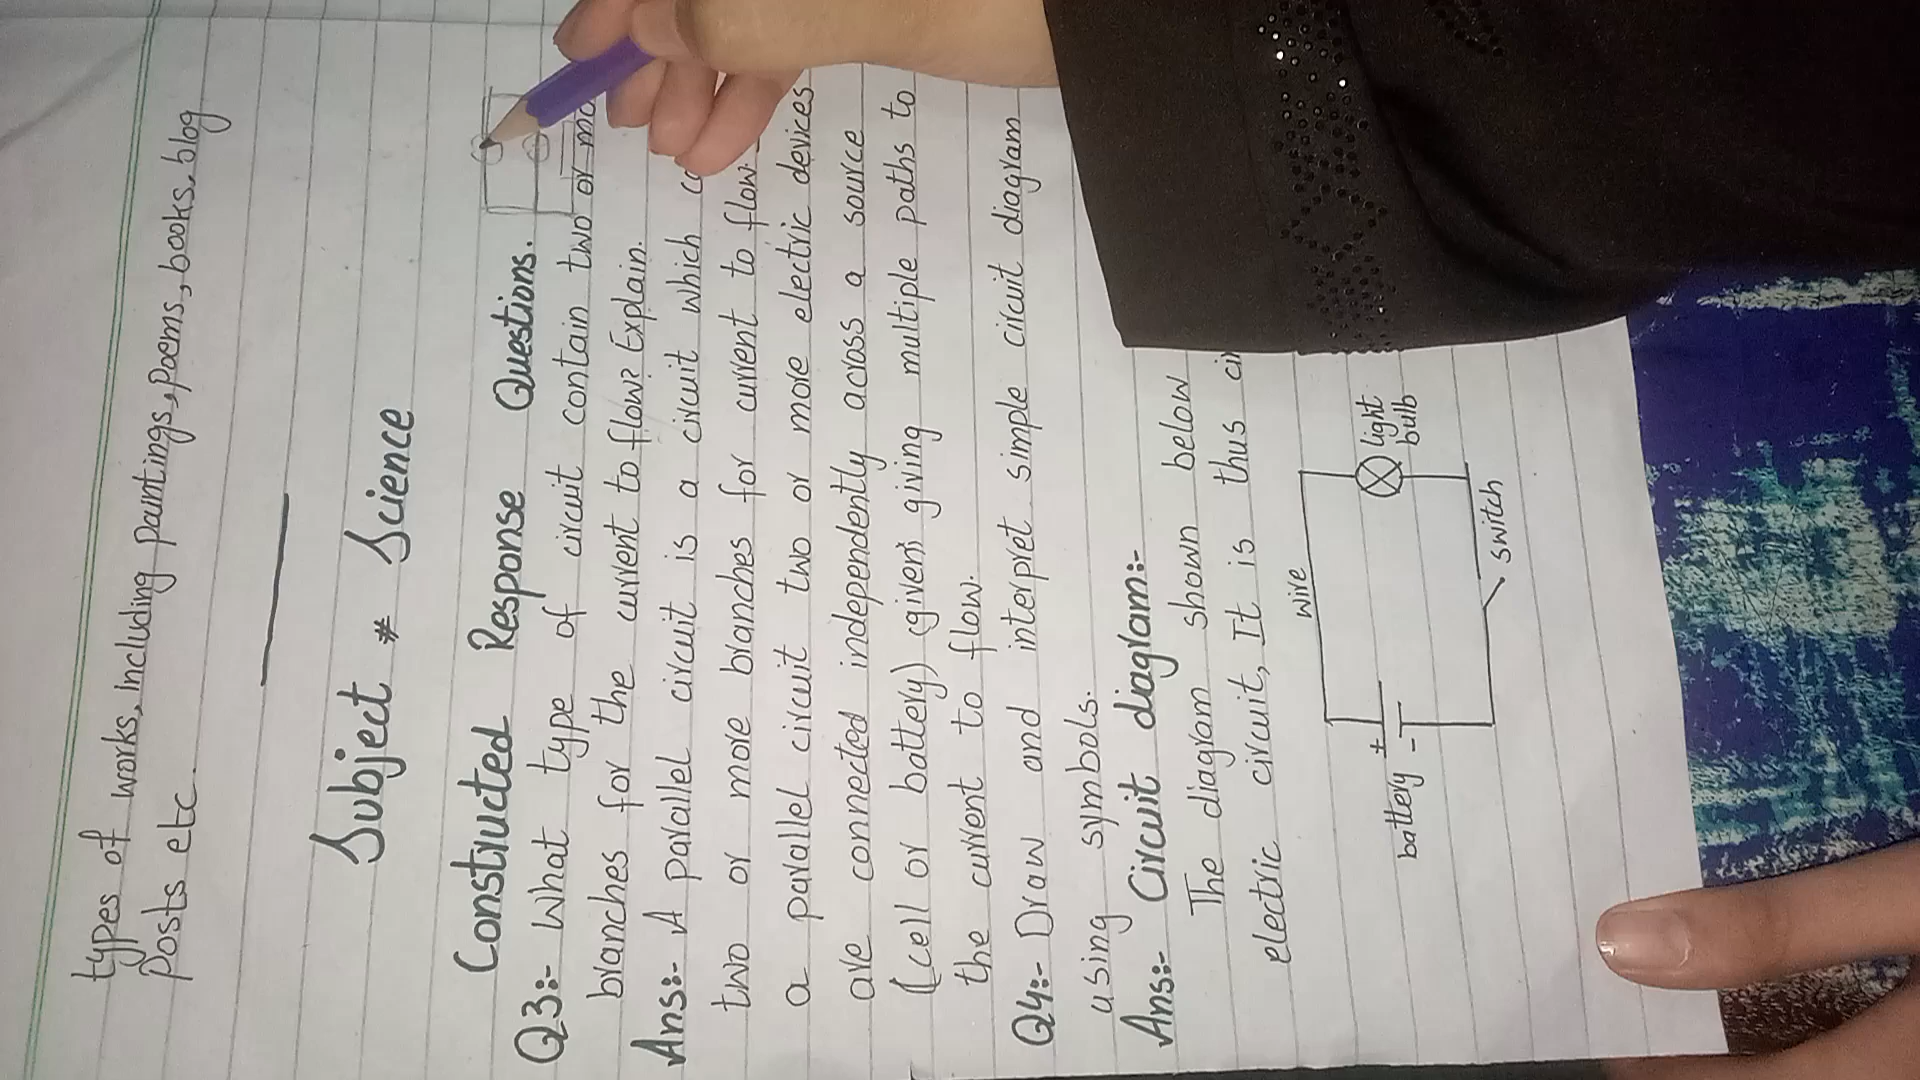 types of works, including paintings, poems, books, blog
Posts etc.
Subject # Science
Constructed Response Questions.
Q3:- What type of circuit contain two or mo
branches for the current to flow? Explain.
Ans:- A parallel circuit is a circuit which
two or more branches for current to flow.
a parallel circuit two or more electric devices
are connected independently across a source
(cell or battery) (given) giving multiple paths to
the current to flow.
Q4:- Draw and interpret simple circuit diagram
using symbols.
Ans:- Circuit diagram:-
The diagram shown below
electric circuit, It is thus
wire
battery + -
light
bulb
switch